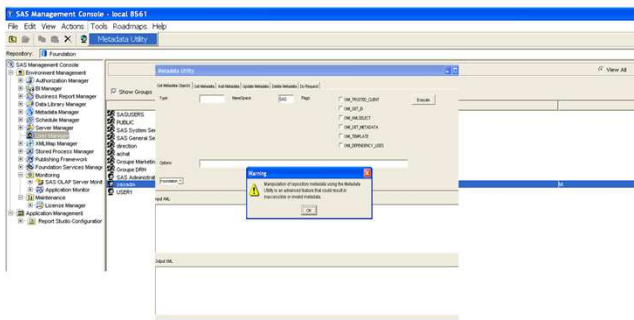 SAS Management Console - local 8561
File Edit View Actions Tools Roadmaps Help
Metadata Utility
Repository: Foundation
SAS Management Console
Environment Management
Authorization Manager
BI Manager
Business Report Manager
Data Library Manager
Metadata Manager
Schedule Manager
Server Manager
User Manager
XMLMap Manager
Stored Process Manager
Publishing Framework
Foundation Services Manag
Monitoring
SAS OLAP Server Monit
Application Monitor
Maintenance
License Manager
Application Management
Report Studio Configuration
Show Groups
View All
SASUSERS
PUBLIC
SAS System Se
SAS General Se
direction
achat
Groupe Marketin
Groupe DRH
SAS Administrat
sasadm
USER1
Metadata Utility
Get Metadata Objects Get Metadata Add Metadata Update Metadata Delete Metadata Do Request
Type: NameSpace: SAS Flags: OMI_TRUSTED_CLIENT Execute
OMI_GET_ID
OMI_XMLSELECT
OMI_GET_METADATA
OMI_TEMPLATE
OMI_DEPENDENCY_USES
Options:
Foundation
Input XML:
Output XML:
Warning
Manipulation of repository metadata using the Metadata
Utility is an advanced feature that could result in
inaccessible or invalid metadata.
OK